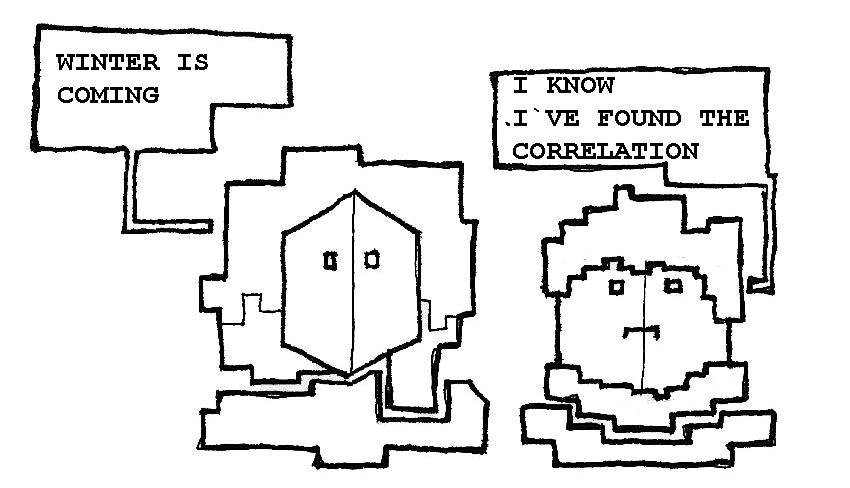 WINTER IS
COMING
I KNOW
I`VE FOUND THE
CORRELATION